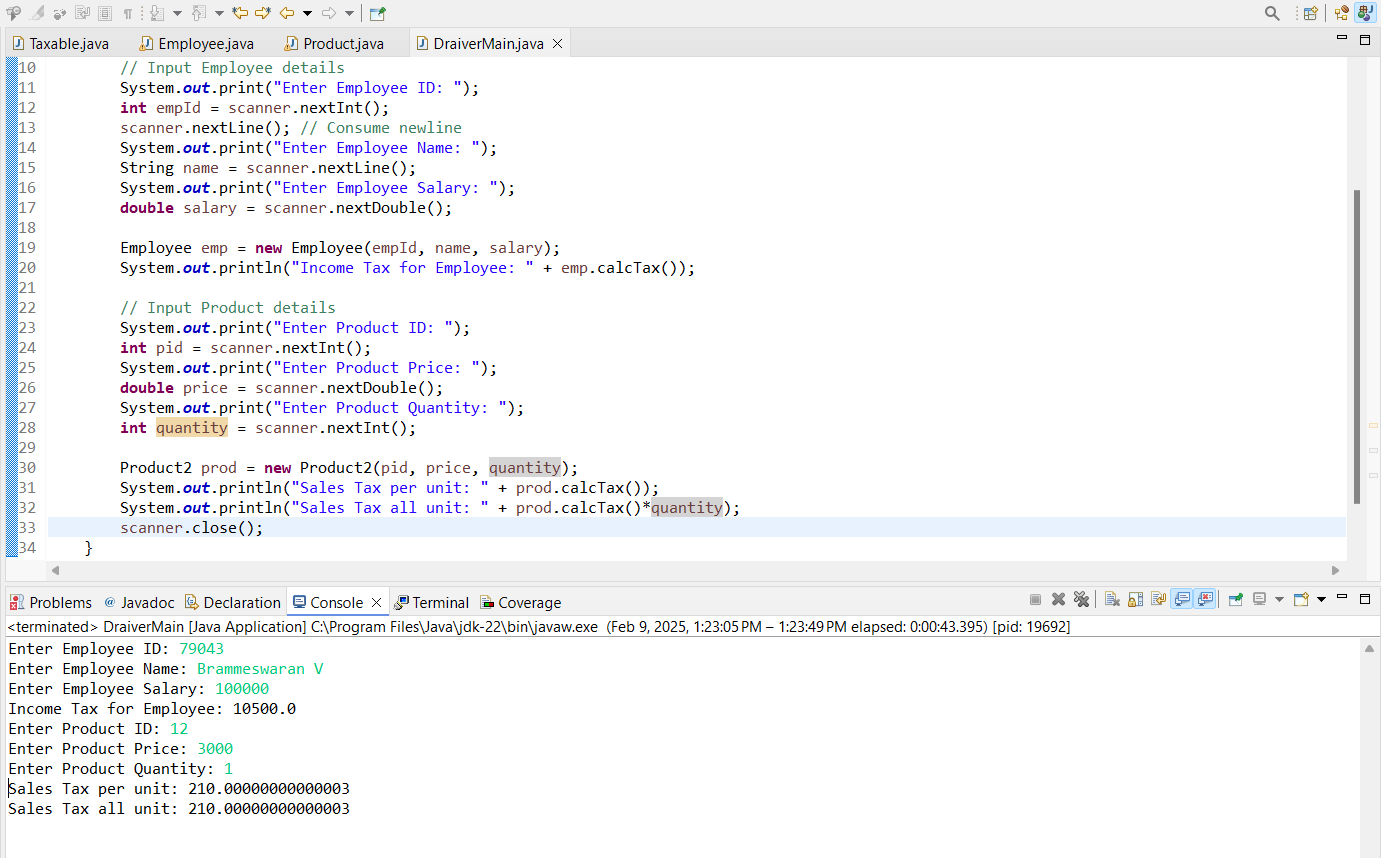 Taxable.java Employee.java Product.java DraiverMain.java
10 // Input Employee details
11 System.out.print("Enter Employee ID: ");
12 int empId = scanner.nextInt();
13 scanner.nextLine(); // Consume newline
14 System.out.print("Enter Employee Name: ");
15 String name = scanner.nextLine();
16 System.out.print("Enter Employee Salary: ");
17 double salary = scanner.nextDouble();
18
19 Employee emp = new Employee(empId, name, salary);
20 System.out.println("Income Tax for Employee: " + emp.calcTax());
21
22 // Input Product details
23 System.out.print("Enter Product ID: ");
24 int pid = scanner.nextInt();
25 System.out.print("Enter Product Price: ");
26 double price = scanner.nextDouble();
27 System.out.print("Enter Product Quantity: ");
28 int quantity = scanner.nextInt();
29
30 Product2 prod = new Product2(pid, price, quantity);
31 System.out.println("Sales Tax per unit: " + prod.calcTax());
32 System.out.println("Sales Tax all unit: " + prod.calcTax()*quantity);
33 scanner.close();
34 }
Problems @ Javadoc Declaration Console Terminal Coverage
<terminated> DraiverMain [Java Application] C:\Program Files\Java\jdk-22\bin\javaw.exe (Feb 9, 2025, 1:23:05 PM – 1:23:49 PM elapsed: 0:00:43.395) [pid: 19692]
Enter Employee ID: 79043
Enter Employee Name: Brammeswaran V
Enter Employee Salary: 100000
Income Tax for Employee: 10500.0
Enter Product ID: 12
Enter Product Price: 3000
Enter Product Quantity: 1
Sales Tax per unit: 210.00000000000003
Sales Tax all unit: 210.00000000000003